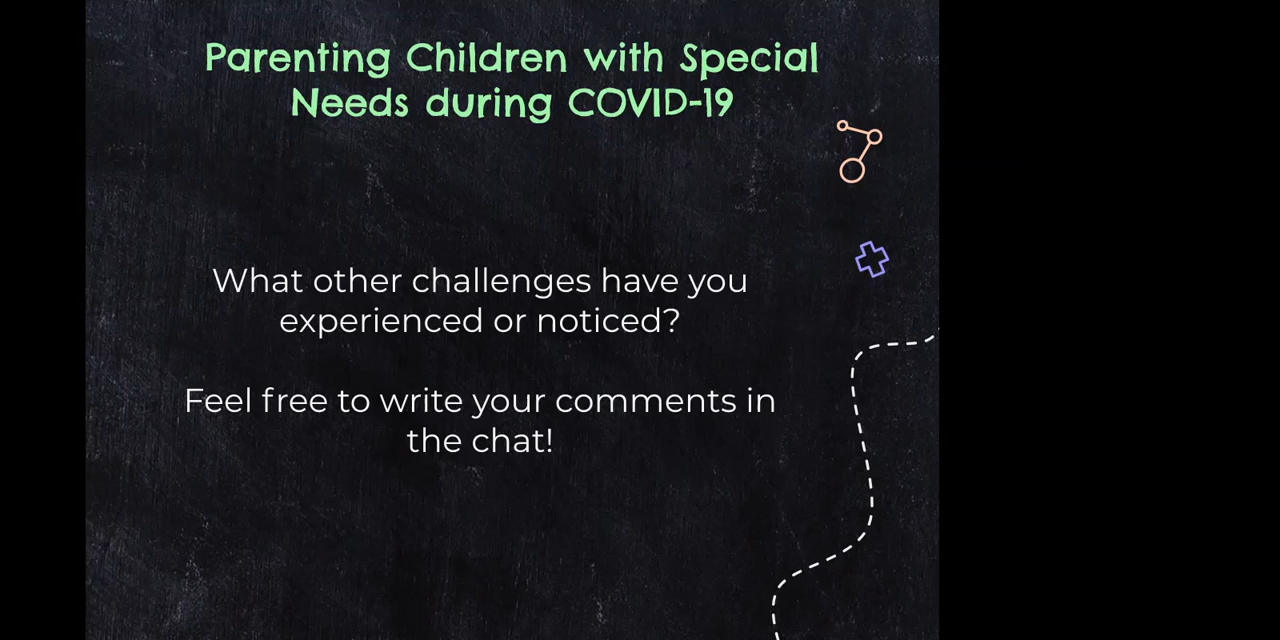 Parenting Children with Special
Needs during COVID-19
What other challenges have you
experienced or noticed?
Feel free to write your comments in
the chat!